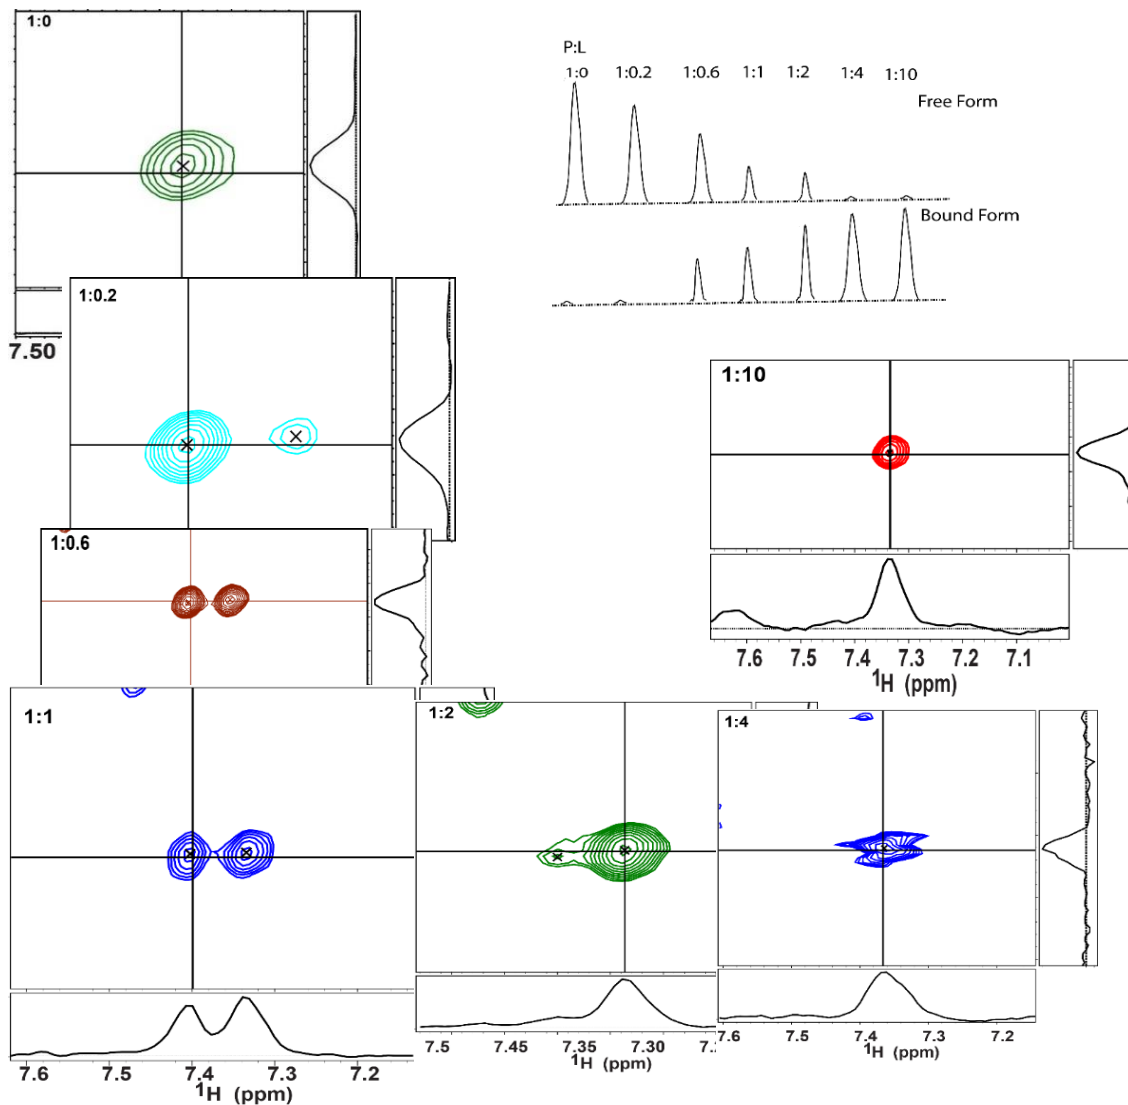 1:0
7.50
P:L
1:0 1:0.2 1:0.6 1:1 1:2 1:4 1:10
Free Form
Bound Form
1:0.2
1:10
7.6 7.5 7.4 7.3 7.2 7.1
1H (ppm)
1:0.6
1:1
7.6 7.5 7.4 7.3 7.2
1H (ppm)
1:2
7.5 7.45 7.35 7.30
1H (ppm)
1:4
7.6 7.5 7.36 7.3 7.2
1H (ppm)